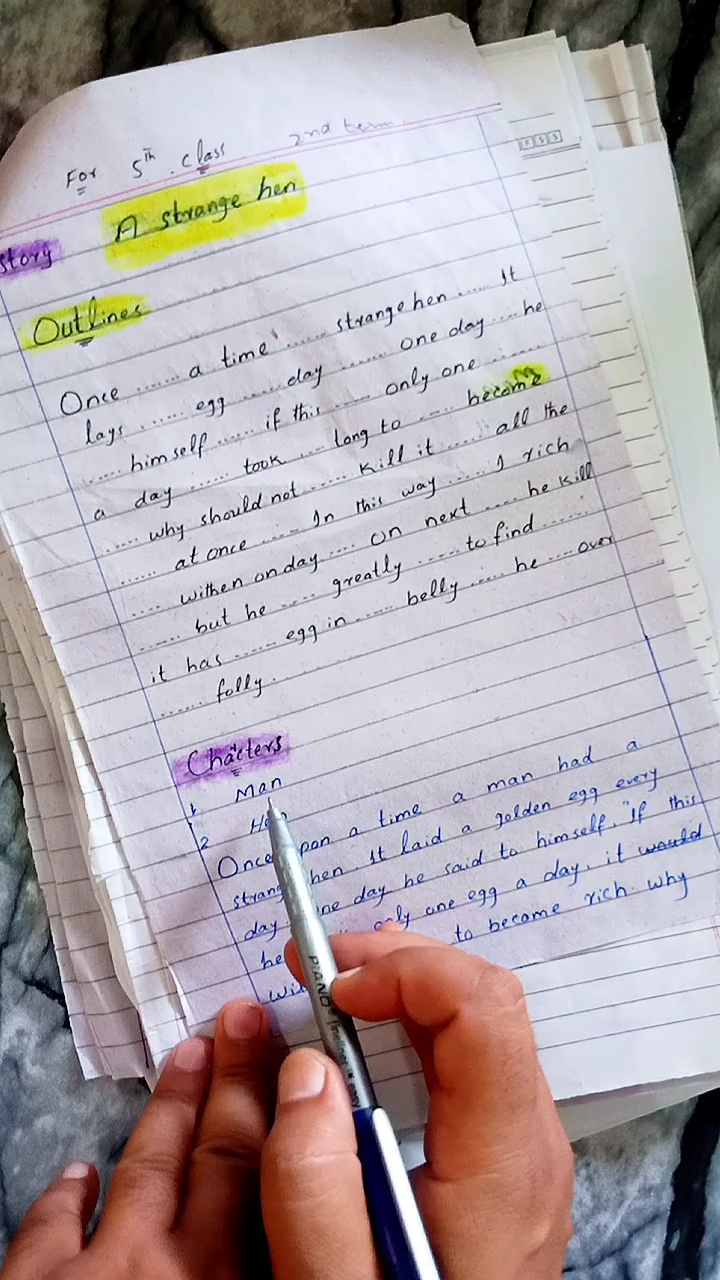 For 5th class 2nd term
A strange hen
Story
Outlines
Once ...... a time ...... strange hen ...... It
lays ...... egg ...... day ...... one day ... he
..... himself ...... if this ..... only one ......
a day ...... took .... long to .... become
..... why should not ..... kill it ..... all the
...... at once ..... In this way ..... I rich
.... withen on day .... On next .... he kill
...... but he .... greatly ..... to find ......
it has ..... egg in ..... belly ..... he .... over
...... folly.
Chacters
1 Man
2
Once upon a time a man had a
strange hen. It laid a golden egg every
day. One day he said to himself. "If this
only one egg a day, it would
to become rich. why
PIANO